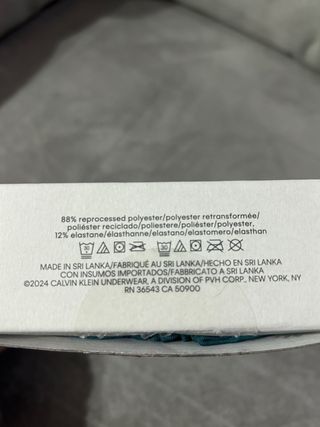 88% reprocessed polyester/polyester retransformée/
poliéster reciclado/poliestere/poliéster/polyester,
12% elastane/élasthanne/elastano/elastomero/elasthan
MADE IN SRI LANKA/FABRIQUÉ AU SRI LANKA/HECHO EN SRI LANKA
CON INSUMOS IMPORTADOS/FABBRICATO A SRI LANKA
©2024 CALVIN KLEIN UNDERWEAR, A DIVISION OF PVH CORP., NEW YORK, NY
RN 36543 CA 50900